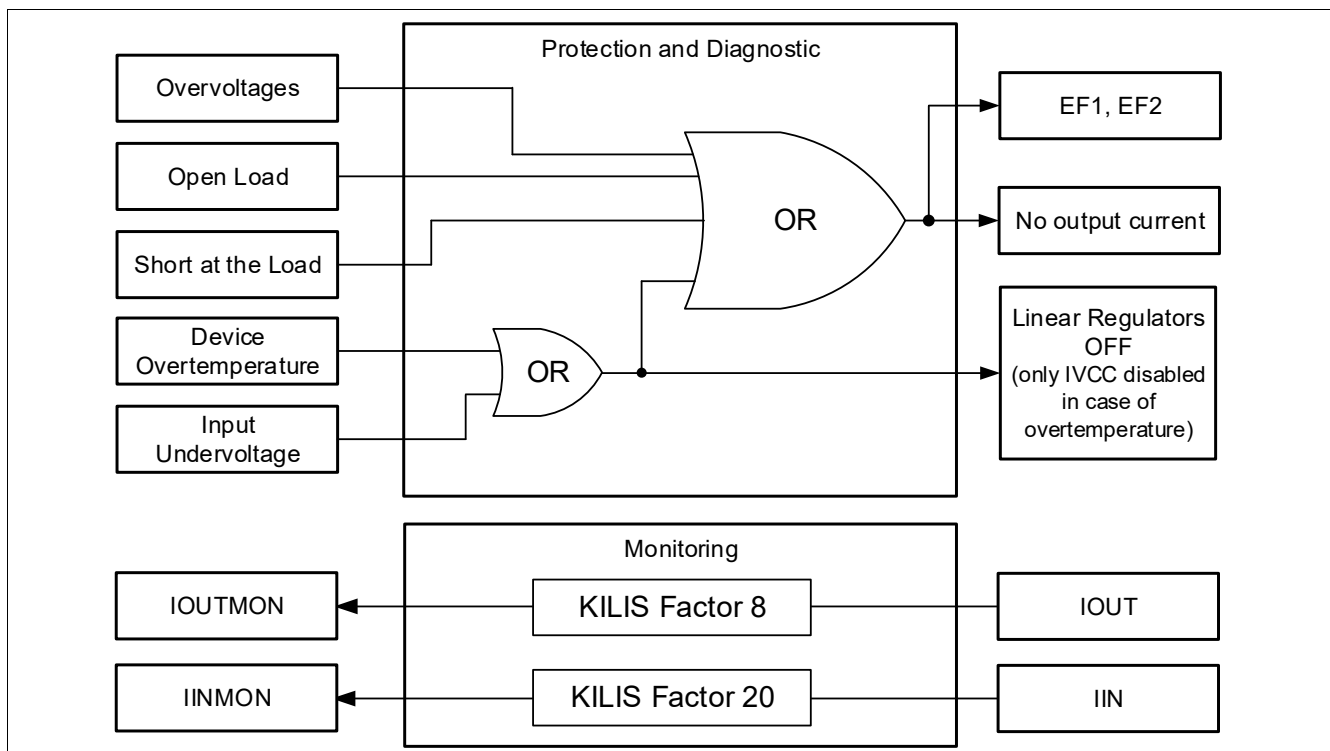 Protection and Diagnostic
Overvoltages
Open Load
Short at the Load
Device
Overtemperature
Input
Undervoltage
OR
OR
EF1, EF2
No output current
Linear Regulators
OFF
(only IVCC disabled
in case of
overtemperature)
Monitoring
IOUTMON
KILIS Factor 8
IOUT
IINMON
KILIS Factor 20
IIN